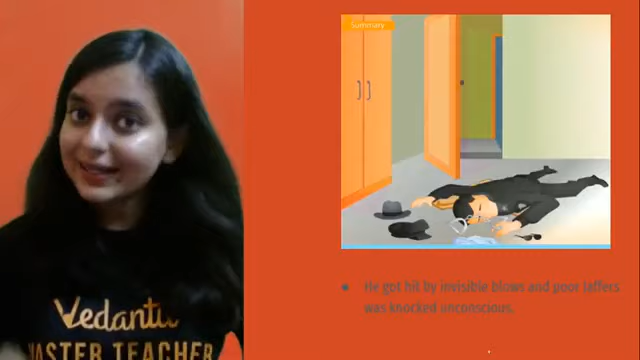 Summary
He got hit by invisible blows and poor Jaffers
was knocked unconscious.
Vedantu
MASTER TEACHER